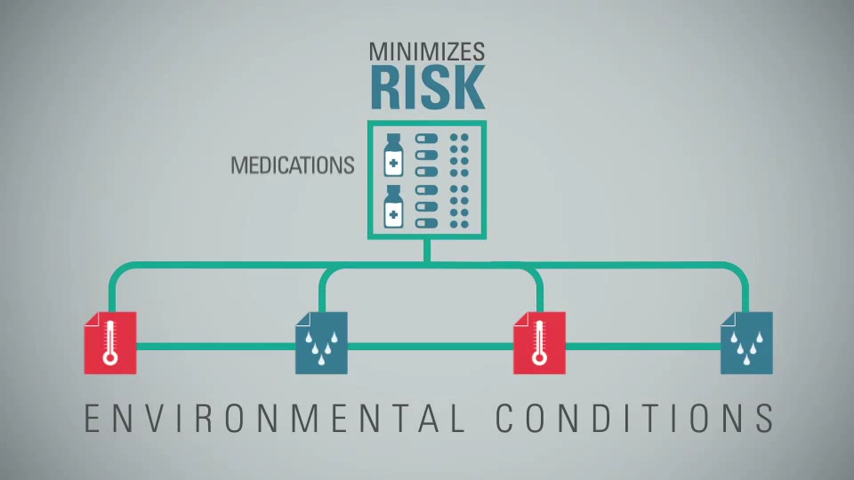 MINIMIZES
RISK
MEDICATIONS
ENVIRONMENTAL CONDITIONS